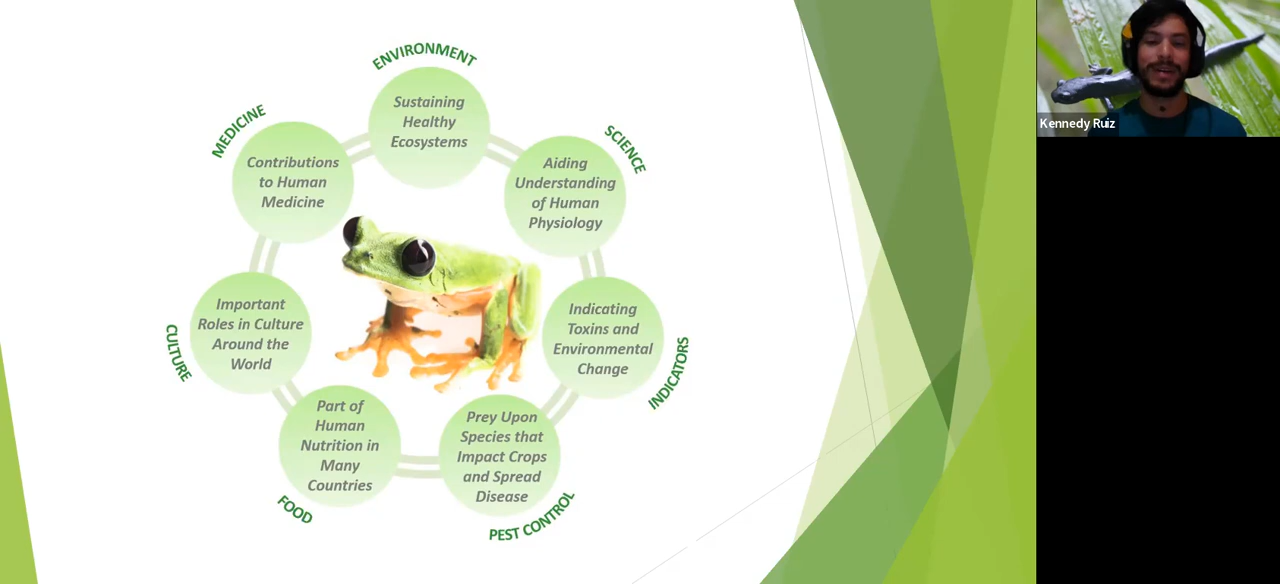 ENVIRONMENT
Sustaining
Healthy
Ecosystems
SCIENCE
Aiding
Understanding
of Human
Physiology
INDICATORS
Indicating
Toxins and
Environmental
Change
PEST CONTROL
Prey Upon
Species that
Impact Crops
and Spread
Disease
FOOD
Part of
Human
Nutrition in
Many
Countries
CULTURE
Important
Roles in Culture
Around the
World
MEDICINE
Contributions
to Human
Medicine
Kennedy Ruiz